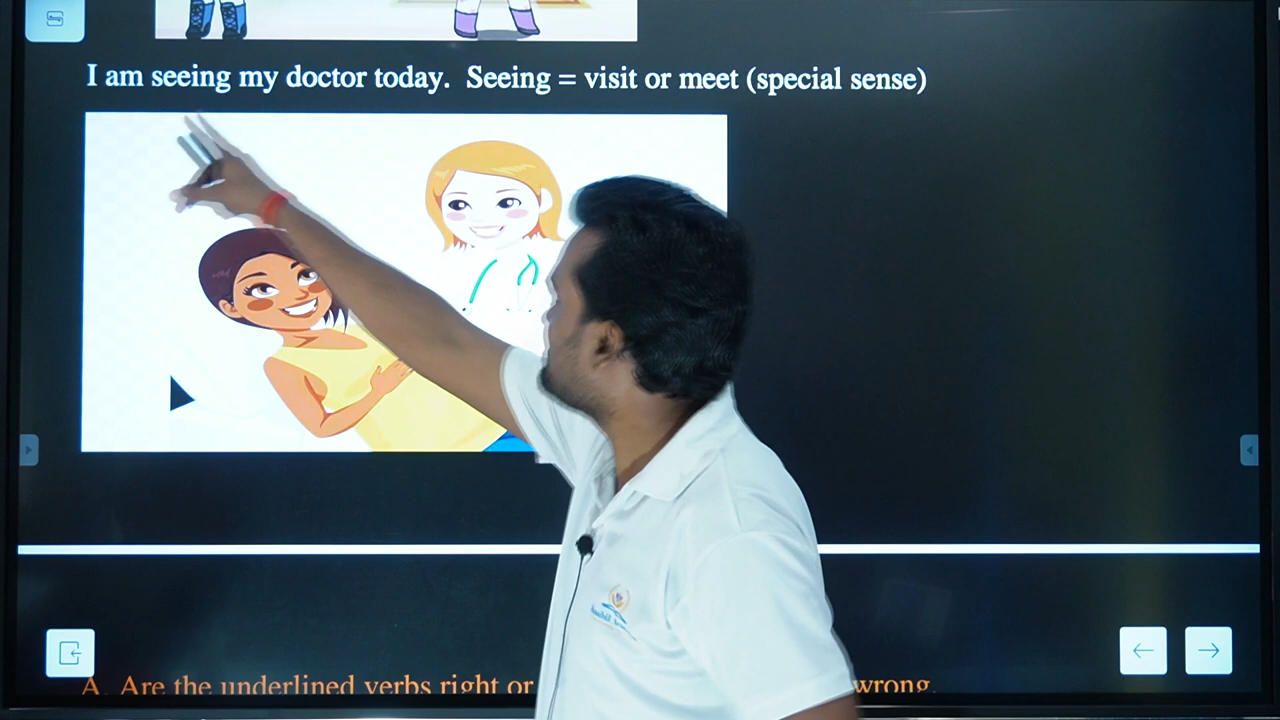 I am seeing my doctor today.  Seeing = visit or meet (special sense)
A. Are the underlined verbs right or wrong.